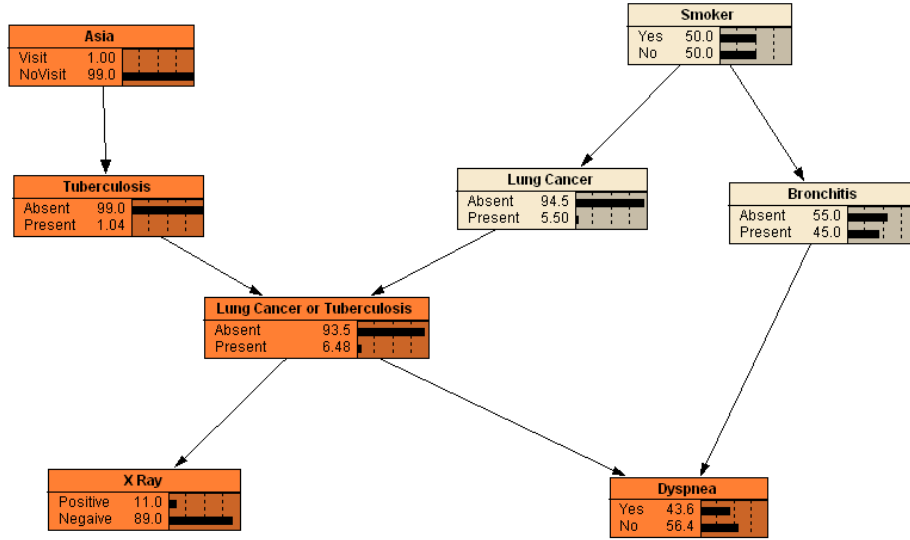 Asia
Visit 1.00
NoVisit 99.0
Smoker
Yes 50.0
No 50.0
Tuberculosis
Absent 99.0
Present 1.04
Lung Cancer
Absent 94.5
Present 5.50
Bronchitis
Absent 55.0
Present 45.0
Lung Cancer or Tuberculosis
Absent 93.5
Present 6.48
X Ray
Positive 11.0
Negaive 89.0
Dyspnea
Yes 43.6
No 56.4